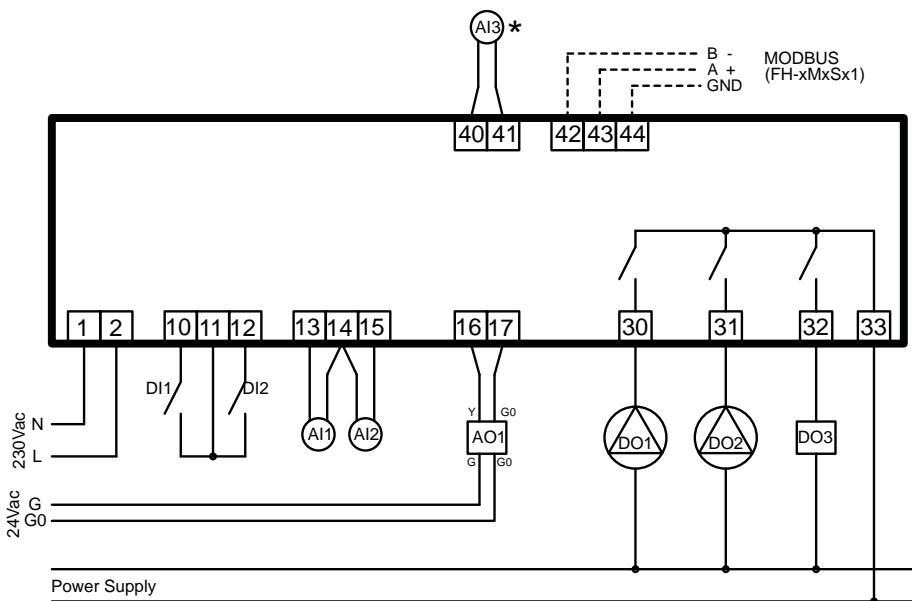 AI3 *
B -
A +
GND
MODBUS
(FH-xMxSx1)
40 41 42 43 44
1 2 10 11 12 13 14 15 16 17 30 31 32 33
DI1 DI2
AI1 AI2
Y G0
AO1
G G0
DO1 DO2 DO3
230Vac
N
L
24Vac
G
G0
Power Supply